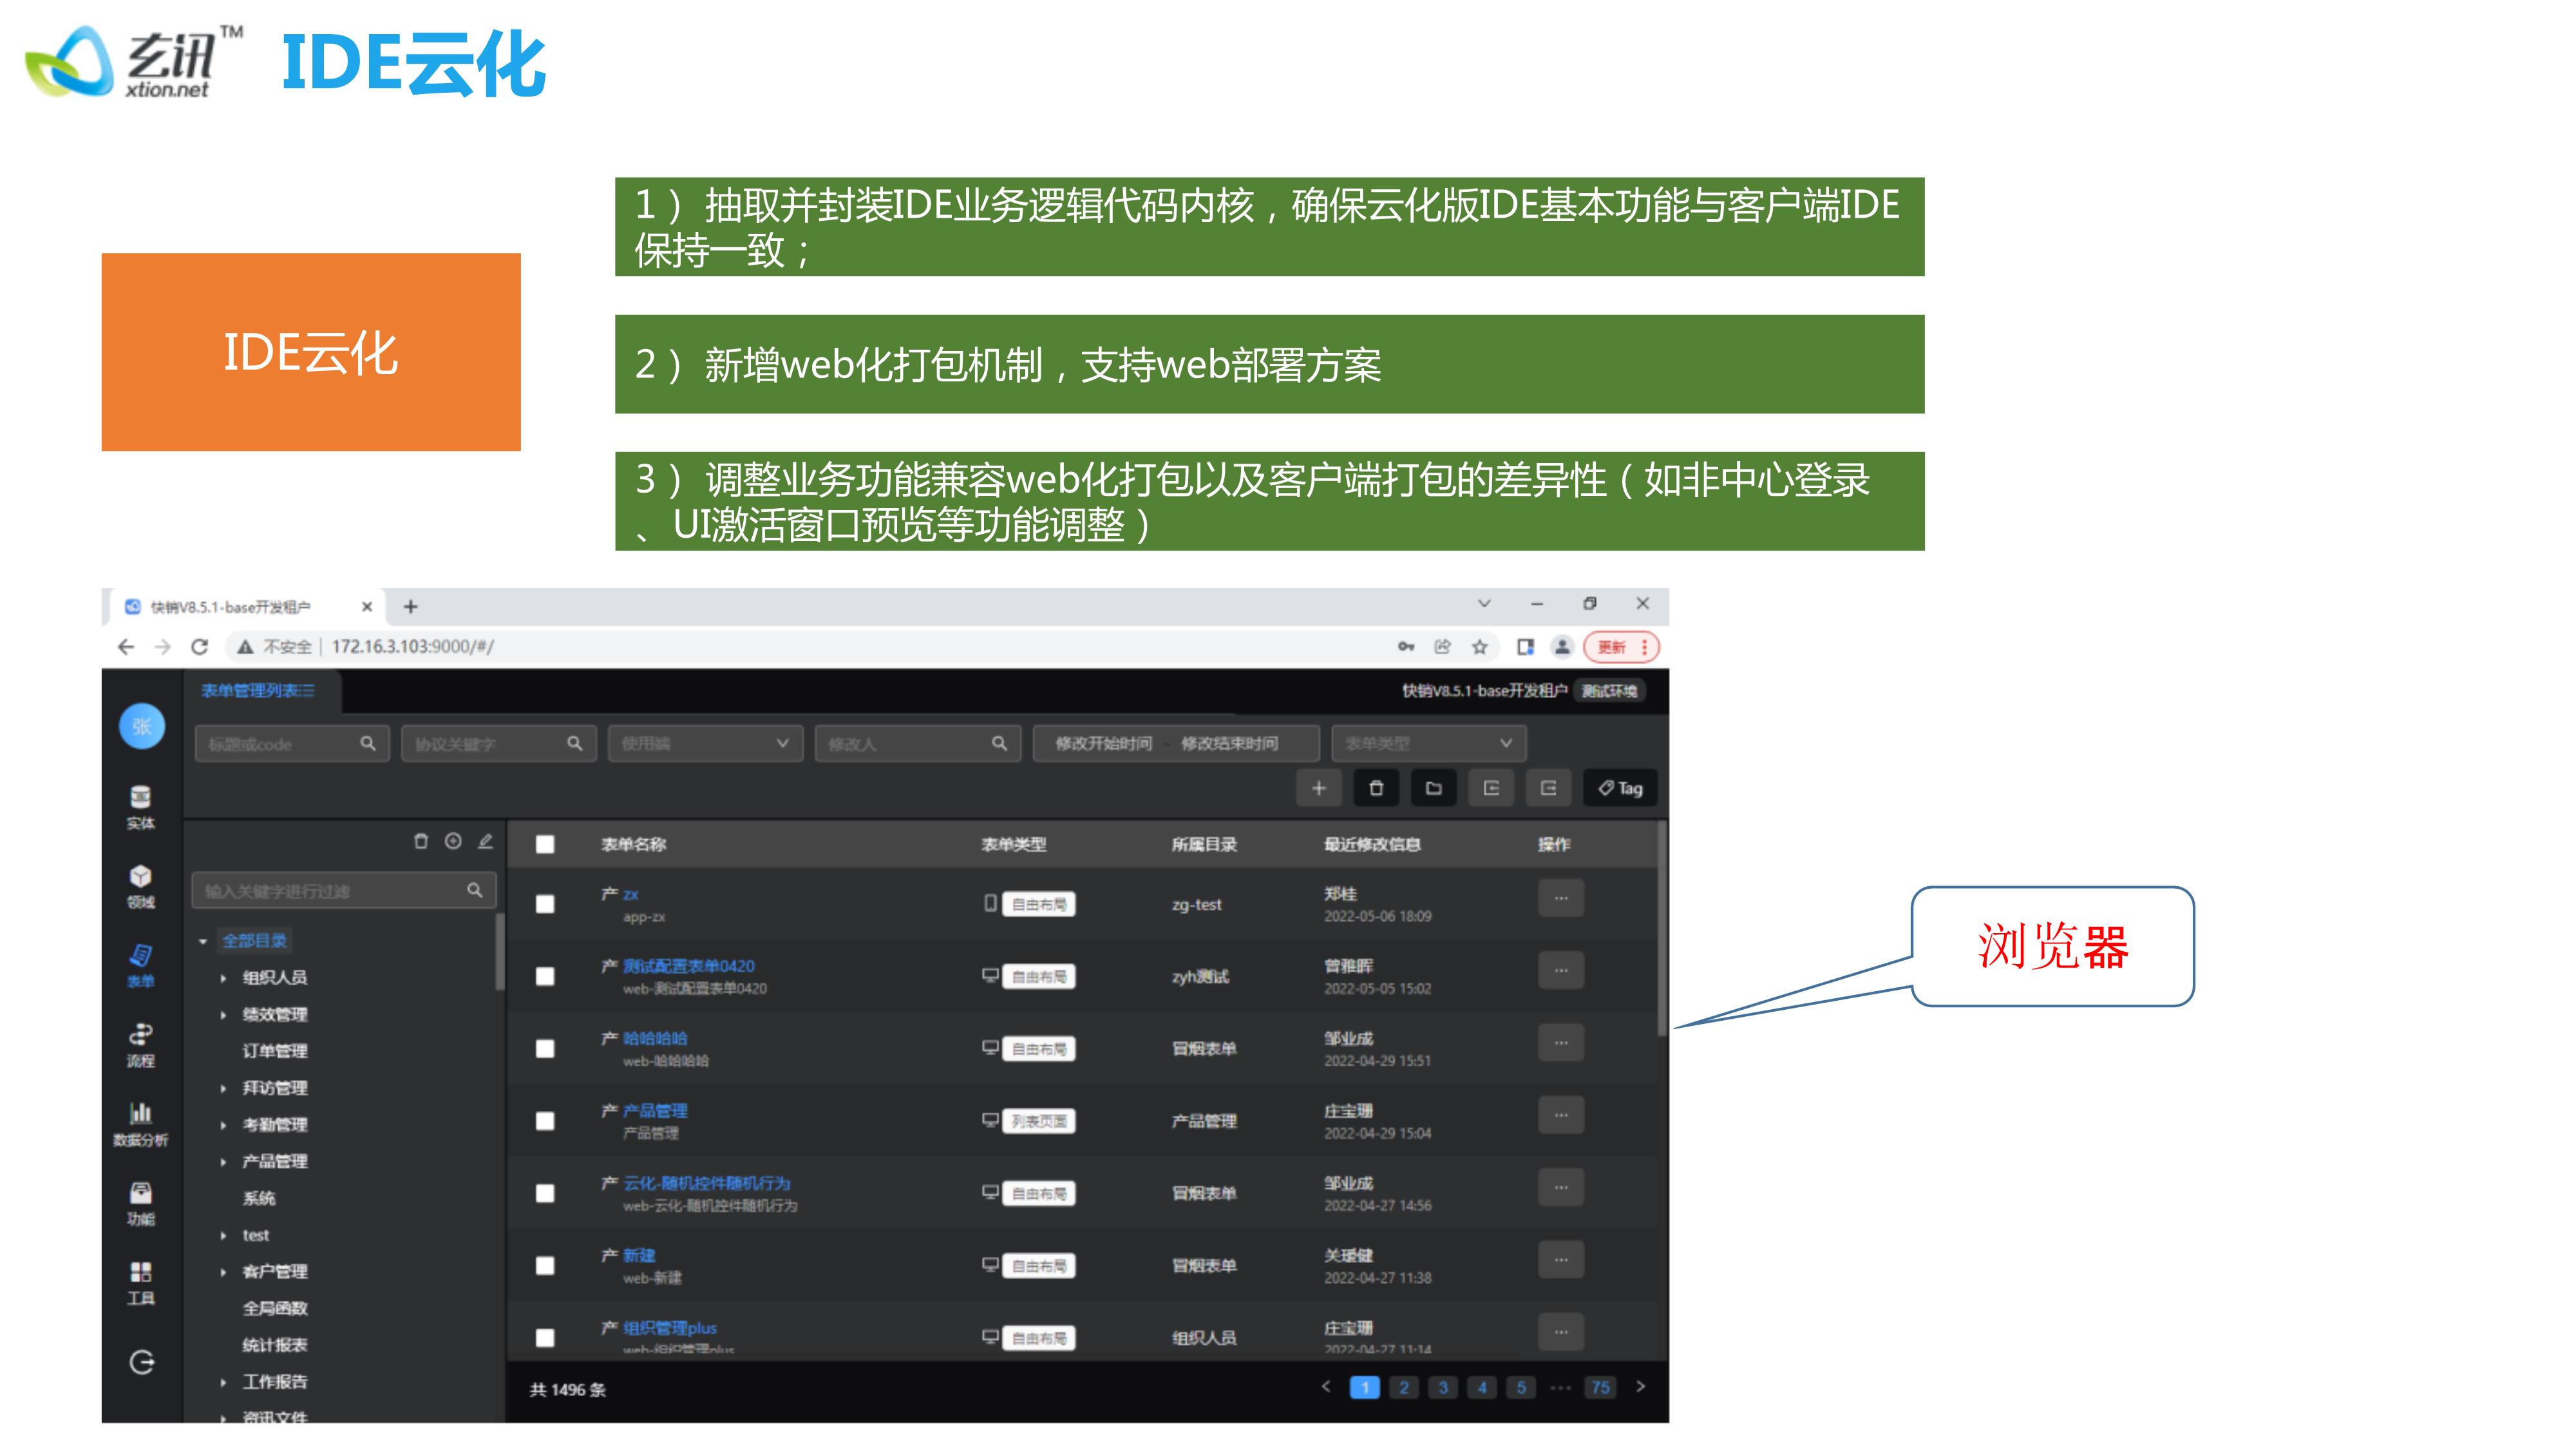 玄讯™
xtion.net
IDE云化
1）抽取并封装IDE业务逻辑代码内核，确保云化版IDE基本功能与客户端IDE
保持一致；
IDE云化
2）新增web化打包机制，支持web部署方案
3）调整业务功能兼容web化打包以及客户端打包的差异性（如非中心登录
、UI激活窗口预览等功能调整）
快销V8.5.1-base开发租户
不安全 | 172.16.3.103:9000/#/
更新
表单管理列表
快销V8.5.1-base开发租户 测试环境
张
标题或code 协议关键字 使用端 修改人 修改开始时间 ~ 修改结束时间 表单类型
Tag
实体
领域
表单
流程
数据分析
功能
工具
输入关键字进行过滤
全部目录
组织人员
绩效管理
订单管理
拜访管理
考勤管理
产品管理
系统
test
客户管理
全局函数
统计报表
工作报告
资讯文件
表单名称 表单类型 所属目录 最近修改信息 操作
产 zx 自由布局 zg-test 郑桂 ...
app-zx 2022-05-06 18:09
产 测试配置表单0420 自由布局 zyh测试 曾雅晖 ...
web-测试配置表单0420 2022-05-05 15:02
产 哈哈哈哈 自由布局 冒烟表单 邹业成 ...
web-哈哈哈哈 2022-04-29 15:51
产 产品管理 列表页面 产品管理 庄宝珊 ...
产品管理 2022-04-29 15:04
产 云化-随机控件随机行为 自由布局 冒烟表单 邹业成 ...
web-云化-随机控件随机行为 2022-04-27 14:56
产 新建 自由布局 冒烟表单 关瑷健 ...
web-新建 2022-04-27 11:38
产 组织管理plus 自由布局 组织人员 庄宝珊 ...
web-组织管理plus 2022-04-27 11:14
共 1496 条
1 2 3 4 5 ··· 75
浏览器